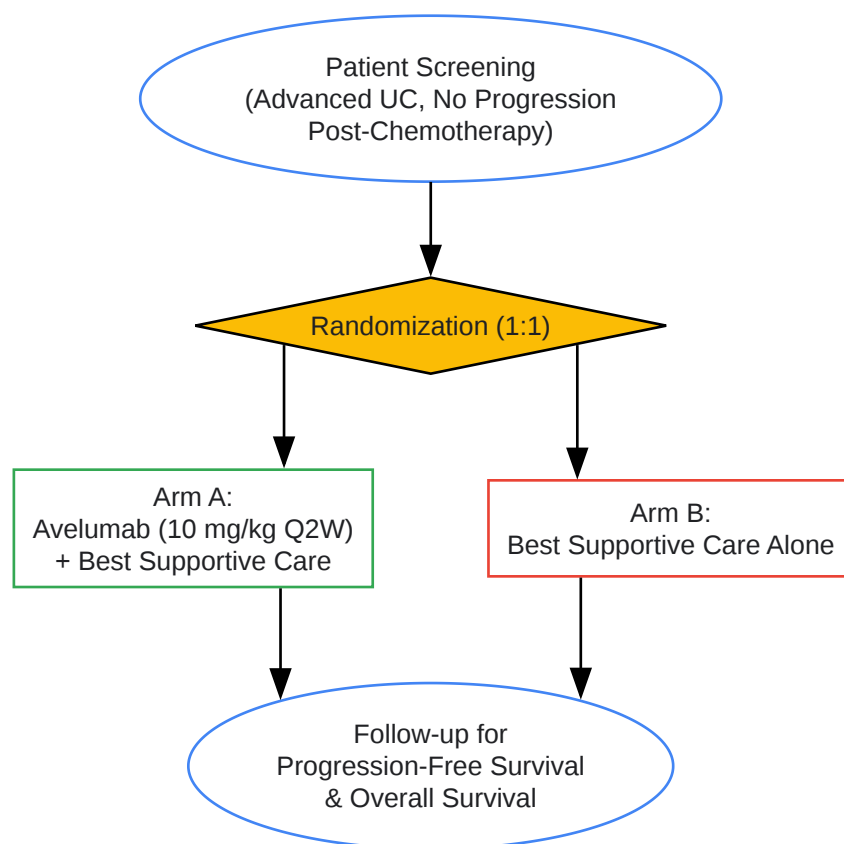 Patient Screening
(Advanced UC, No Progression
Post-Chemotherapy)
Randomization (1:1)
Arm A:
Avelumab (10 mg/kg Q2W)
+ Best Supportive Care
Arm B:
Best Supportive Care Alone
Follow-up for
Progression-Free Survival
& Overall Survival